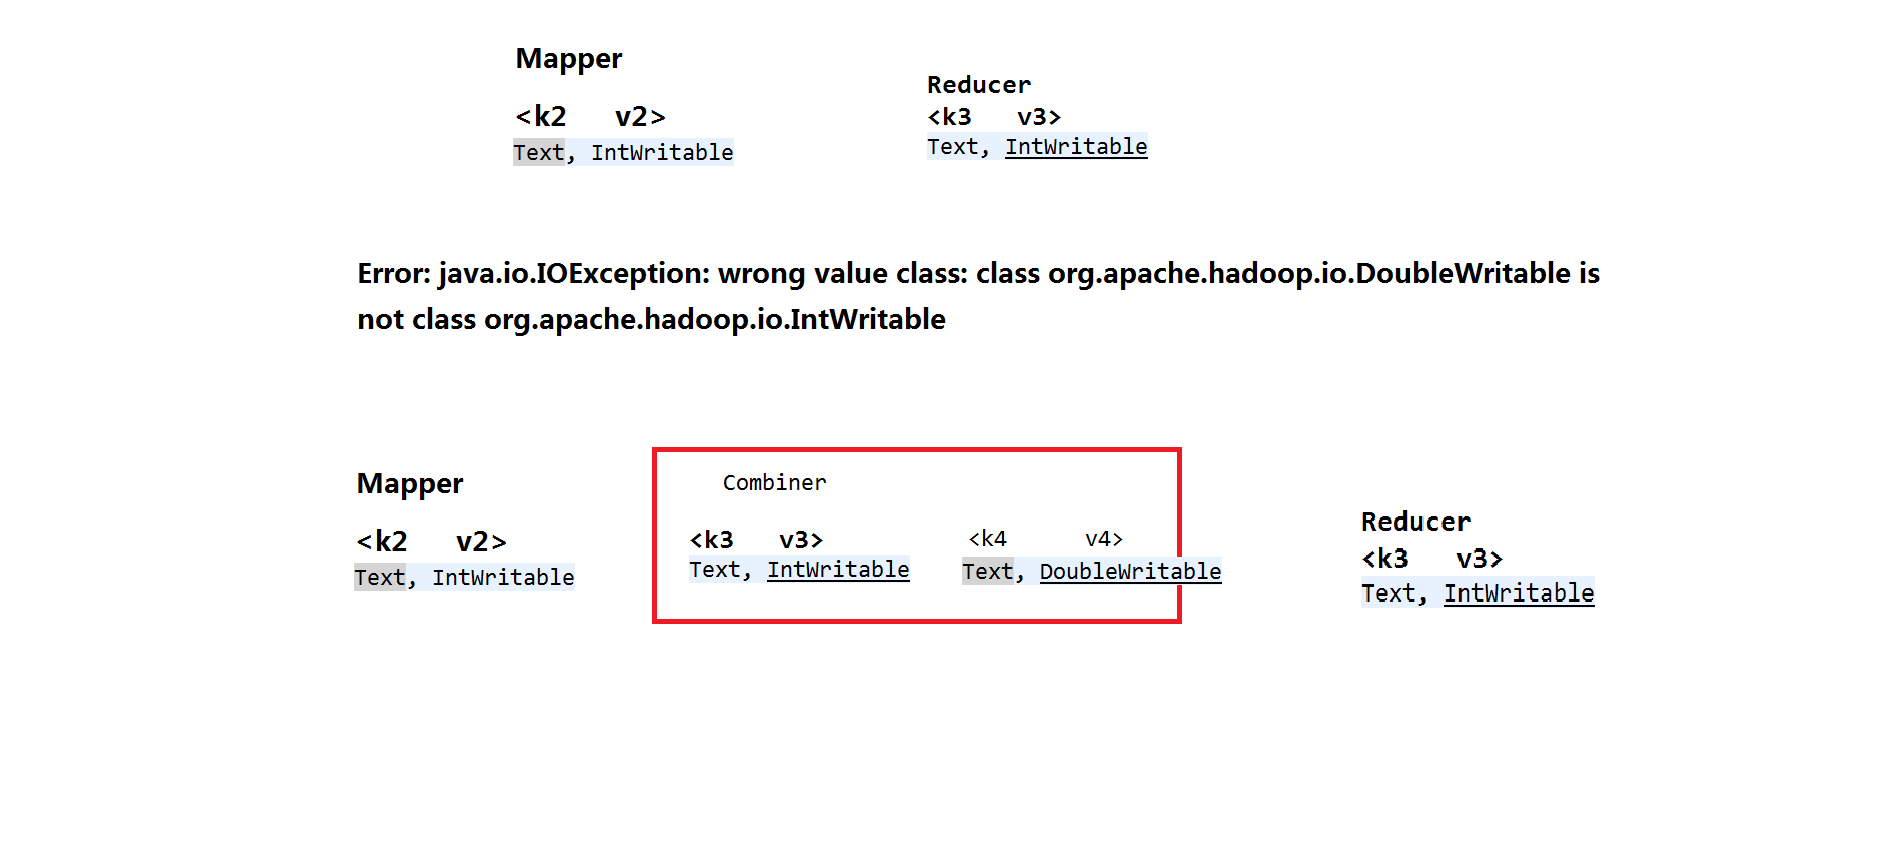 Mapper
Reducer
<k2 v2>
<k3 v3>
Text, IntWritable
Text, IntWritable
Error: java.io.IOException: wrong value class: class org.apache.hadoop.io.DoubleWritable is
not class org.apache.hadoop.io.IntWritable
Mapper
<k2 v2>
Text, IntWritable
Combiner
<k3 v3>
Text, IntWritable
<k4 v4>
Text, DoubleWritable
Reducer
<k3 v3>
Text, IntWritable